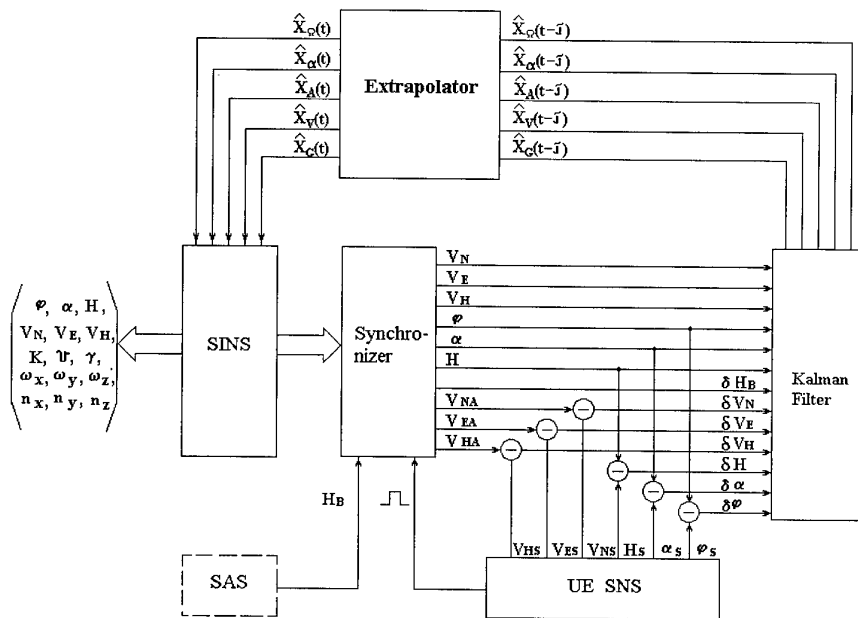 X̂Ω(t)
X̂α(t)
X̂A(t)
X̂V(t)
X̂G(t)
Extrapolator
X̂Ω(t−τ)
X̂α(t−τ)
X̂A(t−τ)
X̂V(t−τ)
X̂G(t−τ)
φ, α, H,
VN, VE, VH,
K, ϑ, γ,
ωx, ωy, ωz,
nx, ny, nz
SINS
Synchro-
nizer
VN
VE
VH
φ
α
H
VNA
VEA
VHA
δ HB
δ VN
δ VE
δ VH
δ H
δ α
δφ
Kalman
Filter
HB
VHS VES VNS HS αS φS
SAS
UE SNS